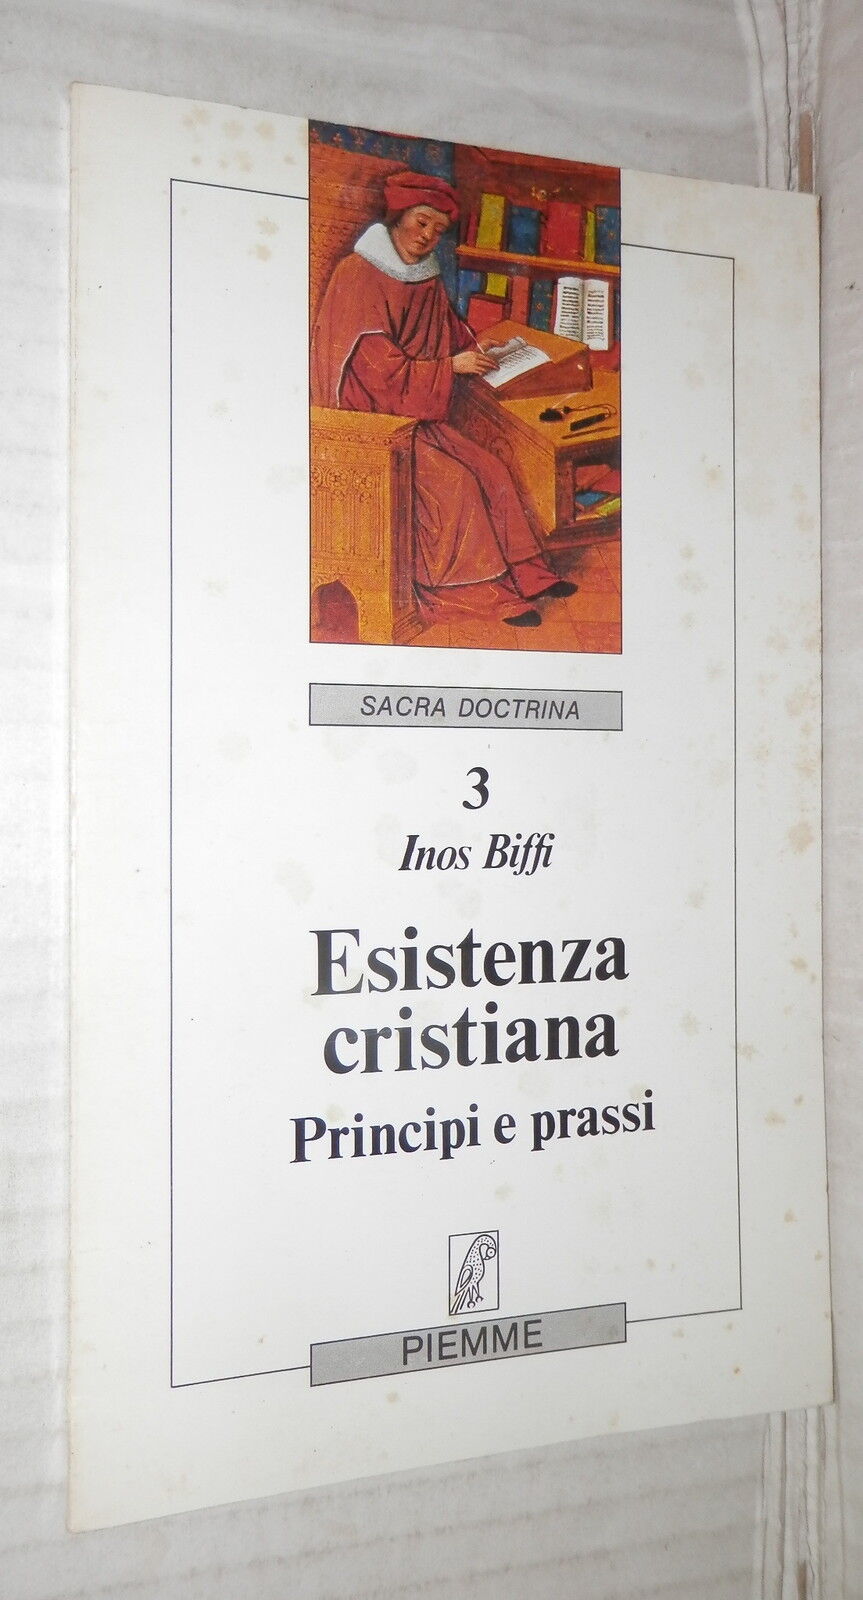 SACRA DOCTRINA
3
Inos Biffi
Esistenza
cristiana
Principi e prassi
PIEMME